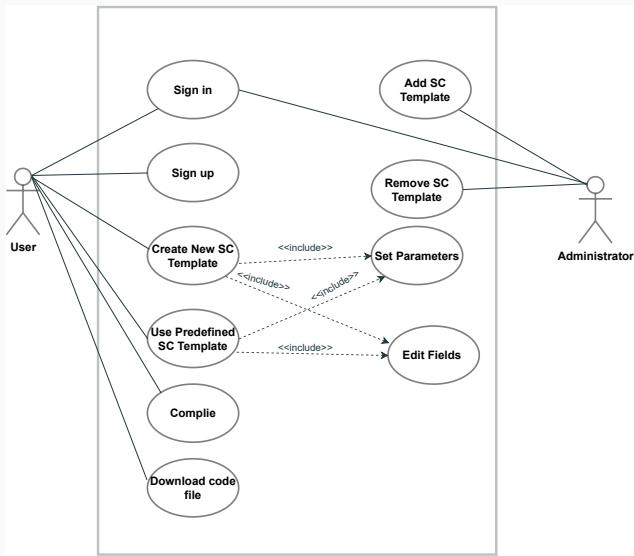 Sign in
Add SC
Template
Sign up
Remove SC
Template
User
Administrator
Create New SC
Template
<<include>>
Set Parameters
<<include>>
<<include>>
Use Predefined
SC Template
<<include>>
Edit Fields
Complie
Download code
file